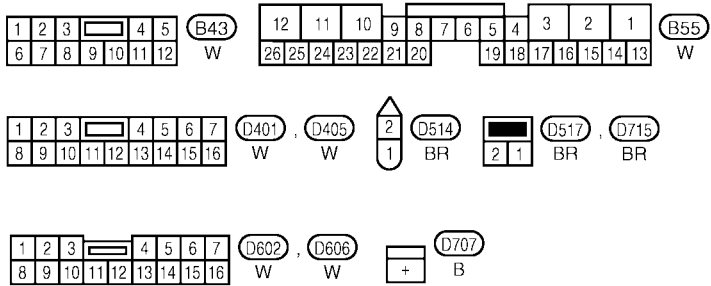 1 2 3 4 5 B43
6 7 8 9 10 11 12 W
12 11 10 9 8 7 6 5 4 3 2 1 B55
26 25 24 23 22 21 20 19 18 17 16 15 14 13 W
1 2 3 4 5 6 7 D401 , D405
8 9 10 11 12 13 14 15 16 W W
2 D514
1 BR
D517 , D715
2 1 BR BR
1 2 3 4 5 6 7 D602 , D606
8 9 10 11 12 13 14 15 16 W W
D707
+ B